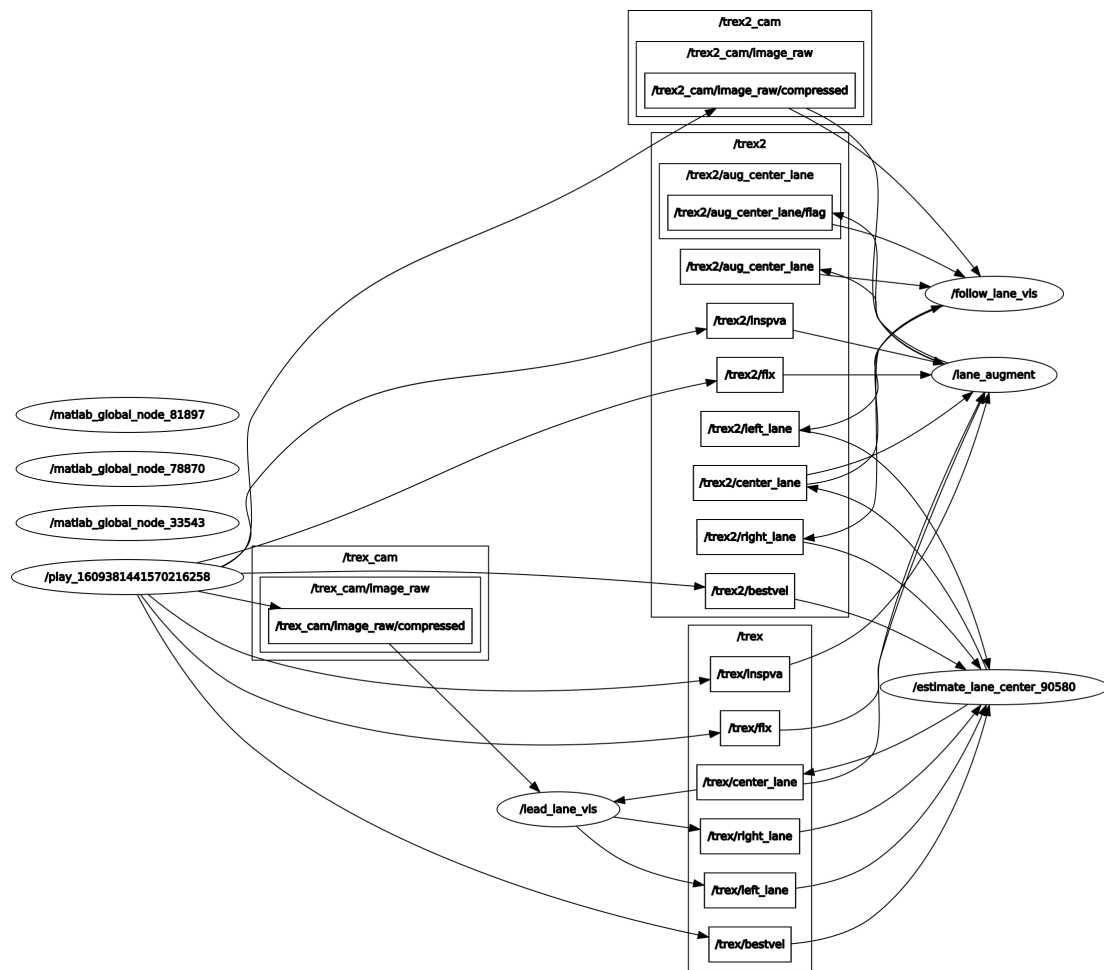 /trex2_cam
/trex2_cam/image_raw
/trex2_cam/image_raw/compressed
/trex2
/trex2/aug_center_lane
/trex2/aug_center_lane/flag
/trex2/aug_center_lane
/trex2/inspva
/trex2/fix
/trex2/left_lane
/trex2/center_lane
/trex2/right_lane
/trex2/bestvel
/follow_lane_vis
/lane_augment
/matlab_global_node_81897
/matlab_global_node_78870
/matlab_global_node_33543
/play_1609381441570216258
/trex_cam
/trex_cam/image_raw
/trex_cam/image_raw/compressed
/trex
/trex/inspva
/trex/fix
/trex/center_lane
/trex/right_lane
/trex/left_lane
/trex/bestvel
/lead_lane_vis
/estimate_lane_center_90580